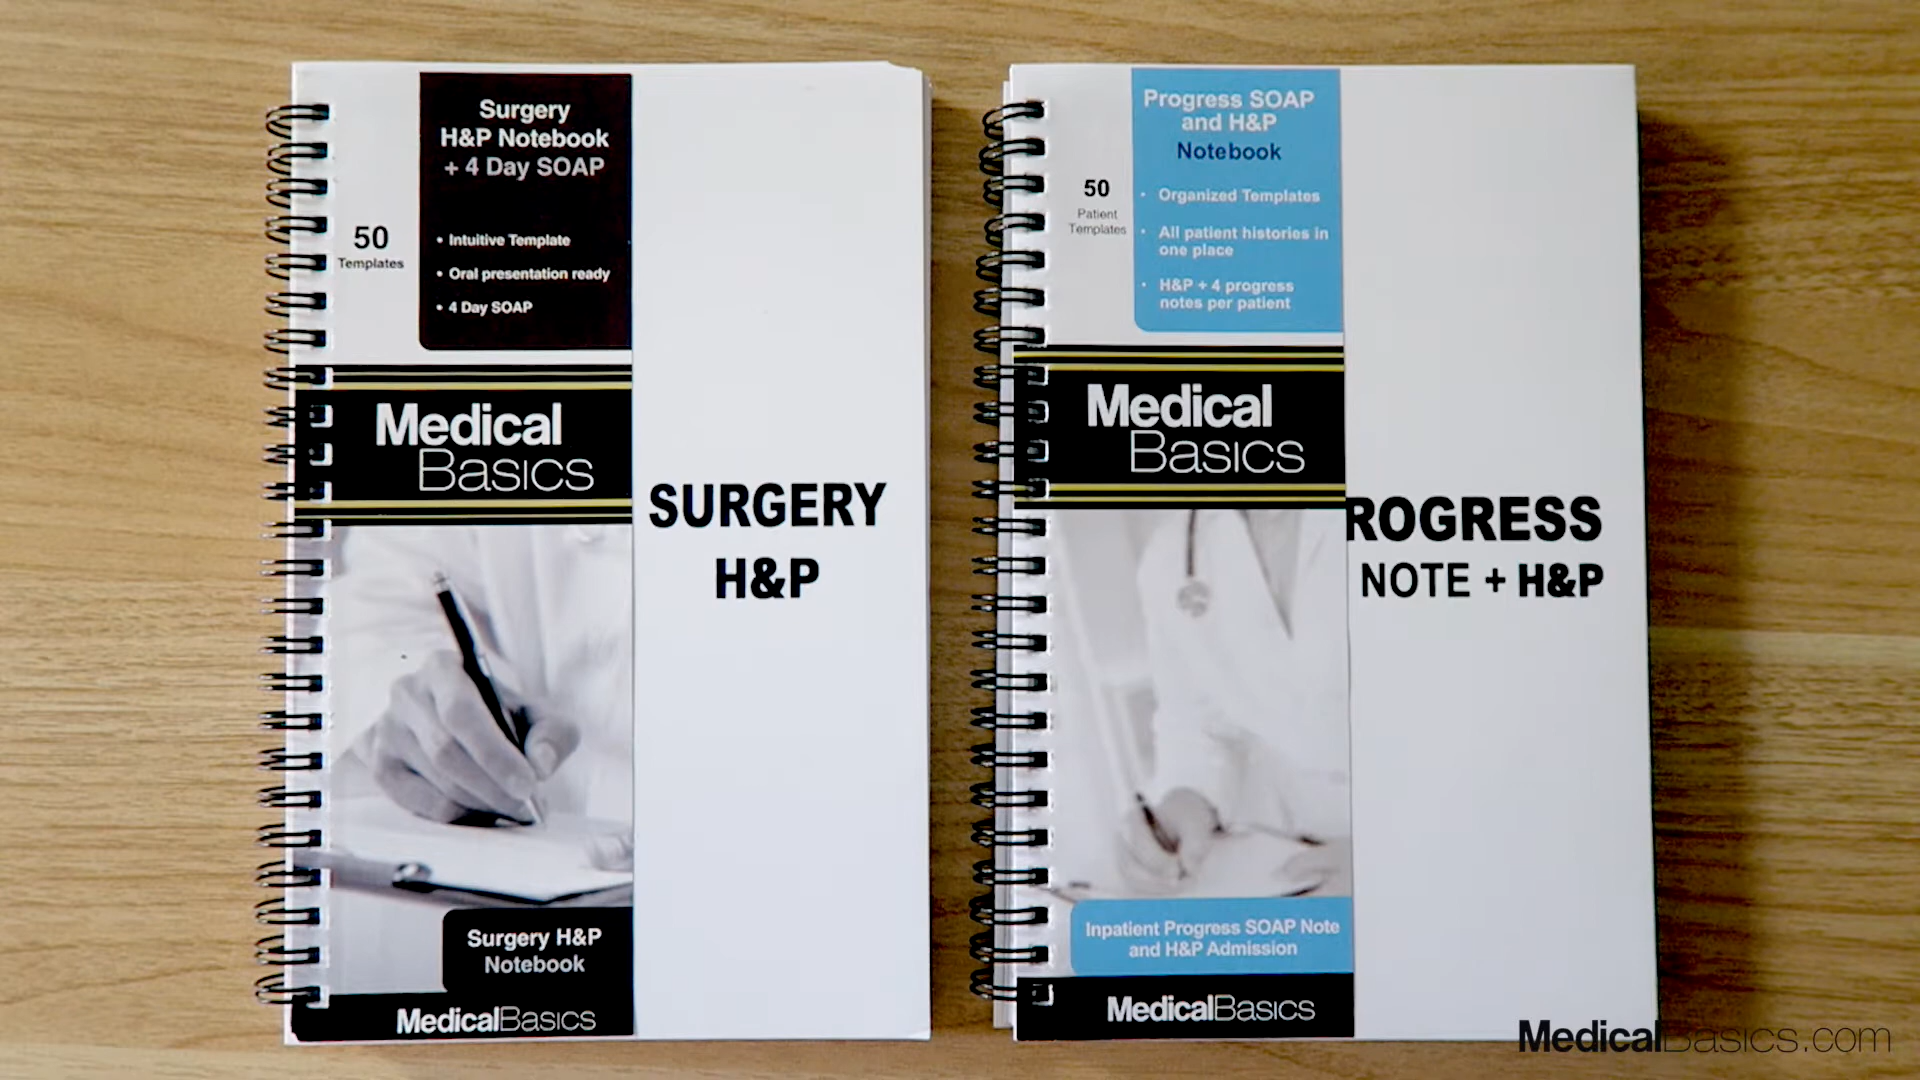 Surgery
H&P Notebook
+ 4 Day SOAP
50
Templates
• Intuitive Template
• Oral presentation ready
• 4 Day SOAP
Medical
BASICS
SURGERY
H&P
Surgery H&P
Notebook
MedicalBASICS
Progress SOAP
and H&P
Notebook
50
Patient
Templates
• Organized Templates
• All patient histories in
one place
• H&P + 4 progress
notes per patient
Medical
BASICS
ROGRESS
NOTE + H&P
Inpatient Progress SOAP Note
and H&P Admission
MedicalBASICS
MedicalBASICS.com